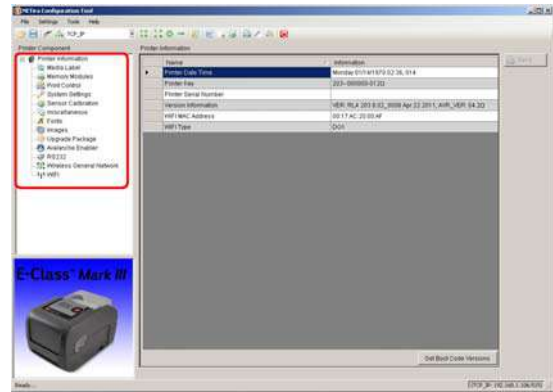 NETira Configuration Tool
File Settings Tools Help
TCP_IP
Printer Component
Printer Information
Printer Information
Media Label
Memory Modules
Print Control
System Settings
Sensor Calibration
Miscellaneous
Fonts
Images
Upgrade Package
Avalanche Enabler
RS232
Wireless General Network
WiFi
Name
Information
Printer Date Time
Printer Key
Printer Serial Number
Version Information
WiFi MAC Address
WiFi Type
DO1
Send
E-Class Mark III
Get Boot Code Versions
Ready...